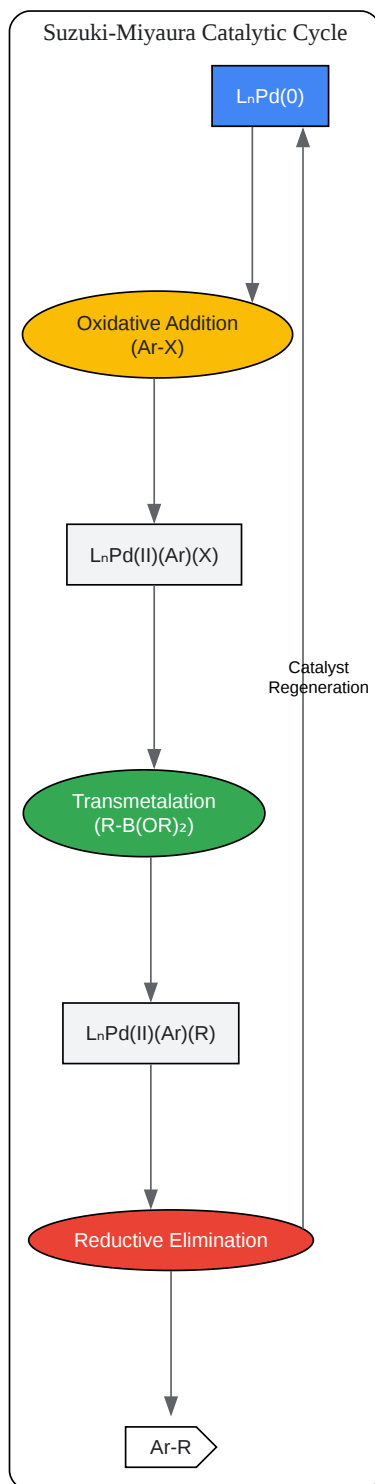 Suzuki-Miyaura Catalytic Cycle
LₙPd(0)
Oxidative Addition
(Ar-X)
LₙPd(II)(Ar)(X)
Catalyst
Regeneration
Transmetalation
(R-B(OR)₂)
LₙPd(II)(Ar)(R)
Reductive Elimination
Ar-R